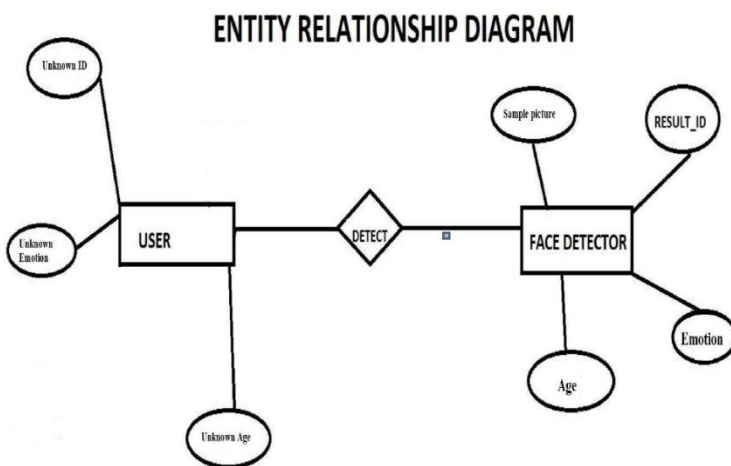 ENTITY RELATIONSHIP DIAGRAM
Unknown ID
Sample picture
RESULT_ID
Unknown
Emotion
USER
DETECT
FACE DETECTOR
Emotion
Age
Unknown Age